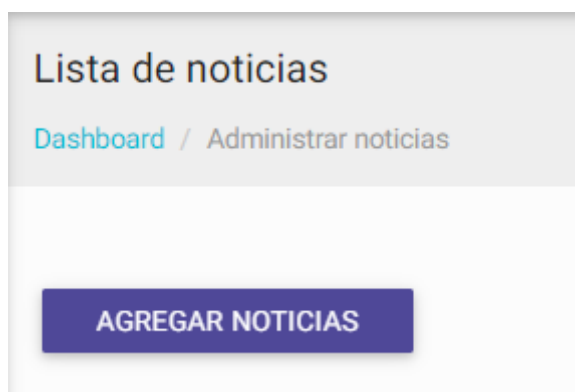 Lista de noticias
Dashboard / Administrar noticias
AGREGAR NOTICIAS